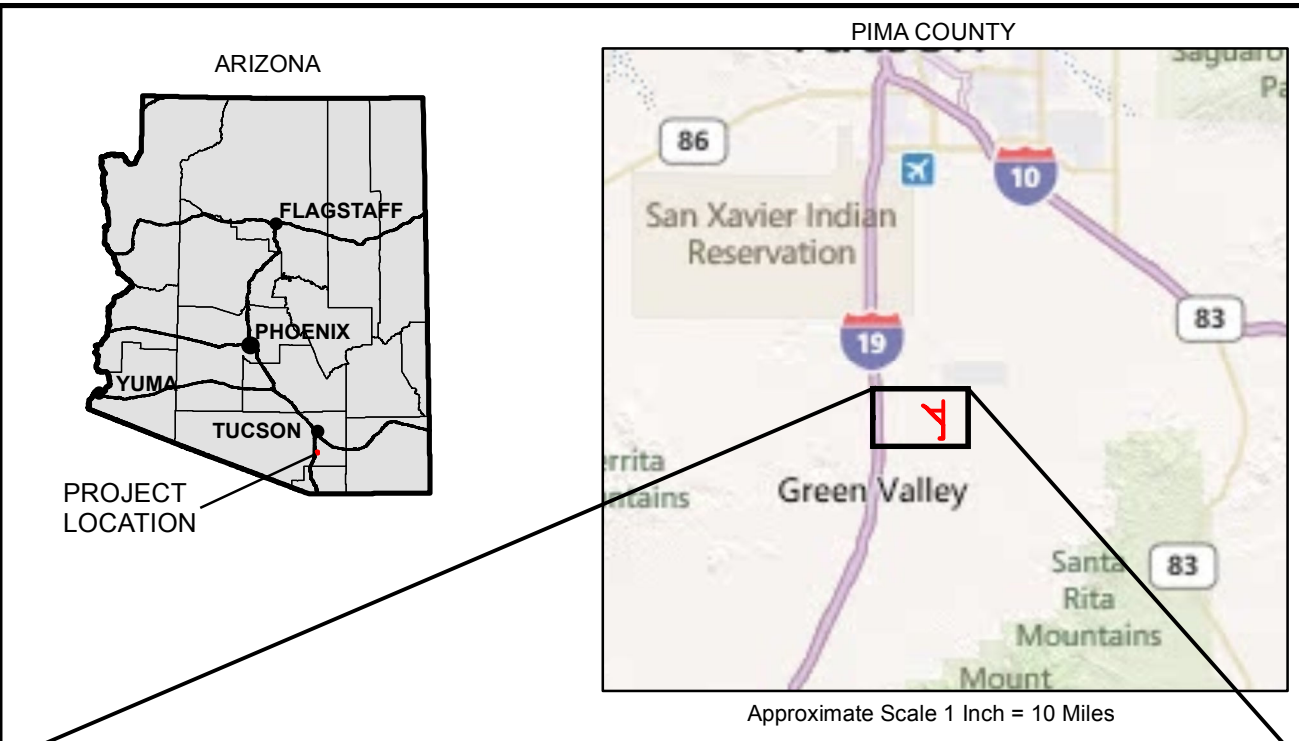 ARIZONA
FLAGSTAFF
PHOENIX
YUMA
TUCSON
PROJECT
LOCATION
PIMA COUNTY
86
10
San Xavier Indian
Reservation
83
19
Green Valley
Santa
Rita
Mountains
83
Mount
Approximate Scale 1 Inch = 10 Miles